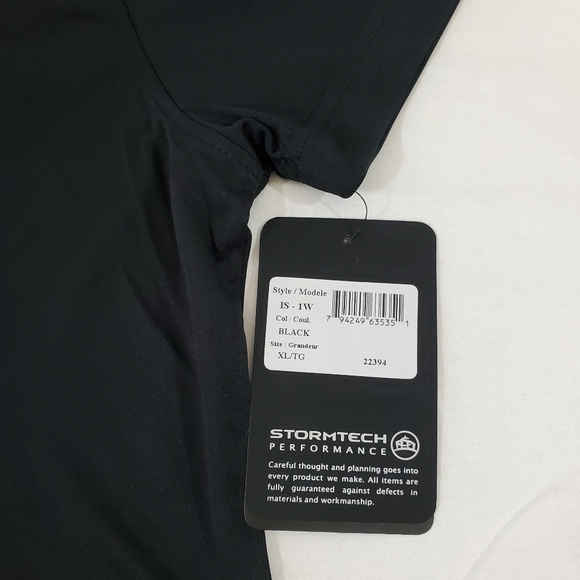 Style / Modele
IS - 1W
Col / Coul.
BLACK
Size / Grandeur
XL/TG
7 94249 63535 1
22394
STORMTECH
PERFORMANCE
Careful thought and planning goes into
every product we make. All items are
fully guaranteed against defects in
materials and workmanship.